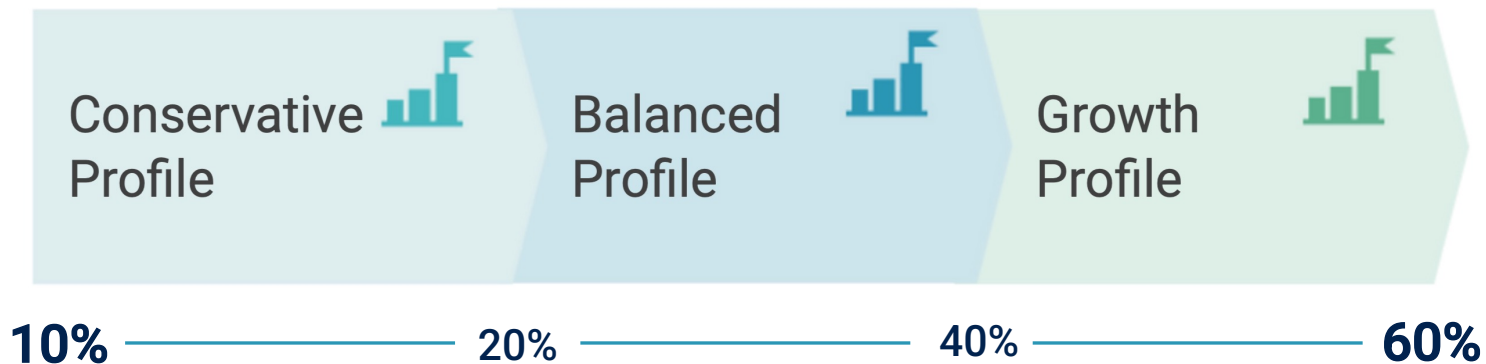 Conservative
Profile
Balanced
Profile
Growth
Profile
10%
20%
40%
60%